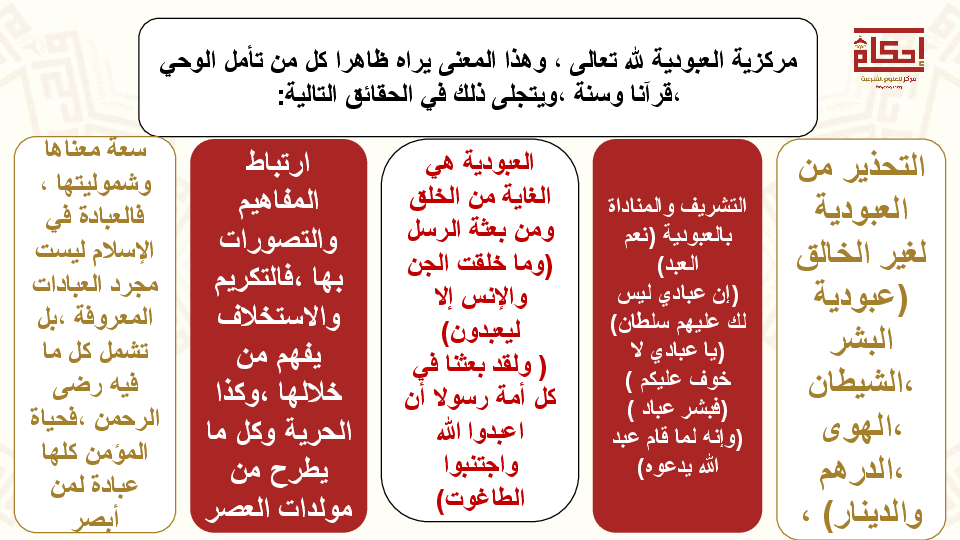 إحكام
مركز للعلوم الشرعية
مركزية العبودية لله تعالى ، وهذا المعنى يراه ظاهرا كل من تأمل الوحي
،قرآنا وسنة ،ويتجلى ذلك في الحقائق التالية:
التحذير من
العبودية
لغير الخالق
(عبودية
البشر
،الشيطان
،الهوى
،الدرهم
والدينار) ،
التشريف والمناداة
بالعبودية (نعم
العبد)
(إن عبادي ليس
لك عليهم سلطان)
(يا عبادي لا
خوف عليكم )
(فبشر عباد )
(وإنه لما قام عبد
الله يدعوه)
العبودية هي
الغاية من الخلق
ومن بعثة الرسل
(وما خلقت الجن
والإنس إلا
ليعبدون)
( ولقد بعثنا في
كل أمة رسولا أن
اعبدوا الله
واجتنبوا
الطاغوت)
ارتباط
المفاهيم
والتصورات
بها ،فالتكريم
والاستخلاف
يفهم من
خلالها ،وكذا
الحرية وكل ما
يطرح من
مولدات العصر
سعة معناها
وشموليتها ،
فالعبادة في
الإسلام ليست
مجرد العبادات
المعروفة ،بل
تشمل كل ما
فيه رضى
الرحمن ،فحياة
المؤمن كلها
عبادة لمن
أبصر